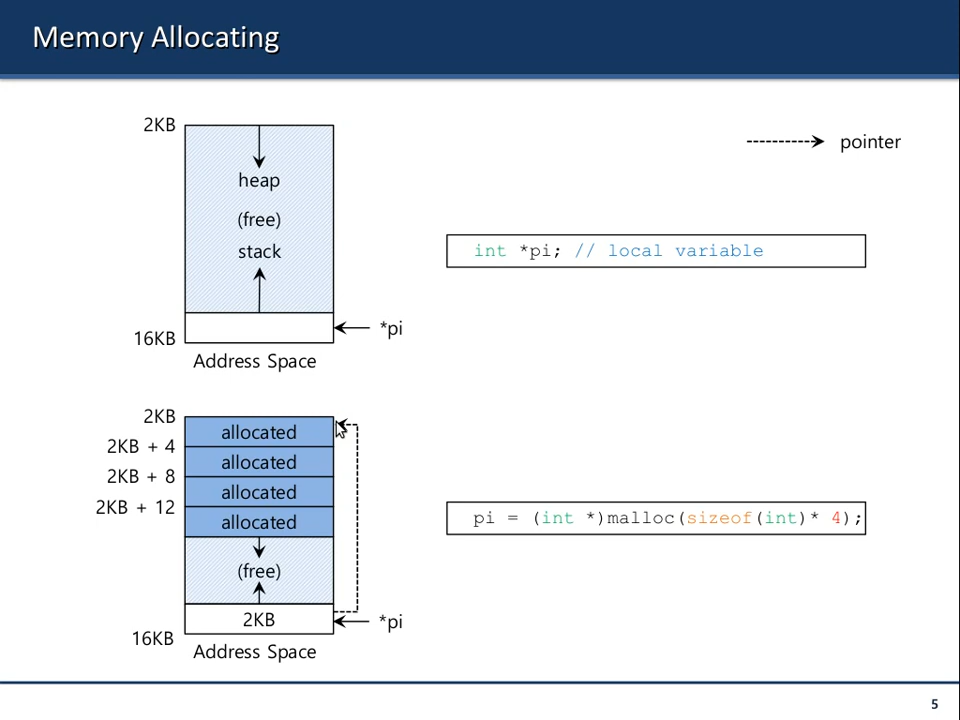 Memory Allocating
2KB
heap
(free)
stack
16KB
*pi
Address Space
pointer
int *pi; // local variable
2KB
allocated
2KB + 4
allocated
2KB + 8
allocated
2KB + 12
allocated
(free)
2KB
*pi
16KB
Address Space
pi = (int *)malloc(sizeof(int)* 4);
5